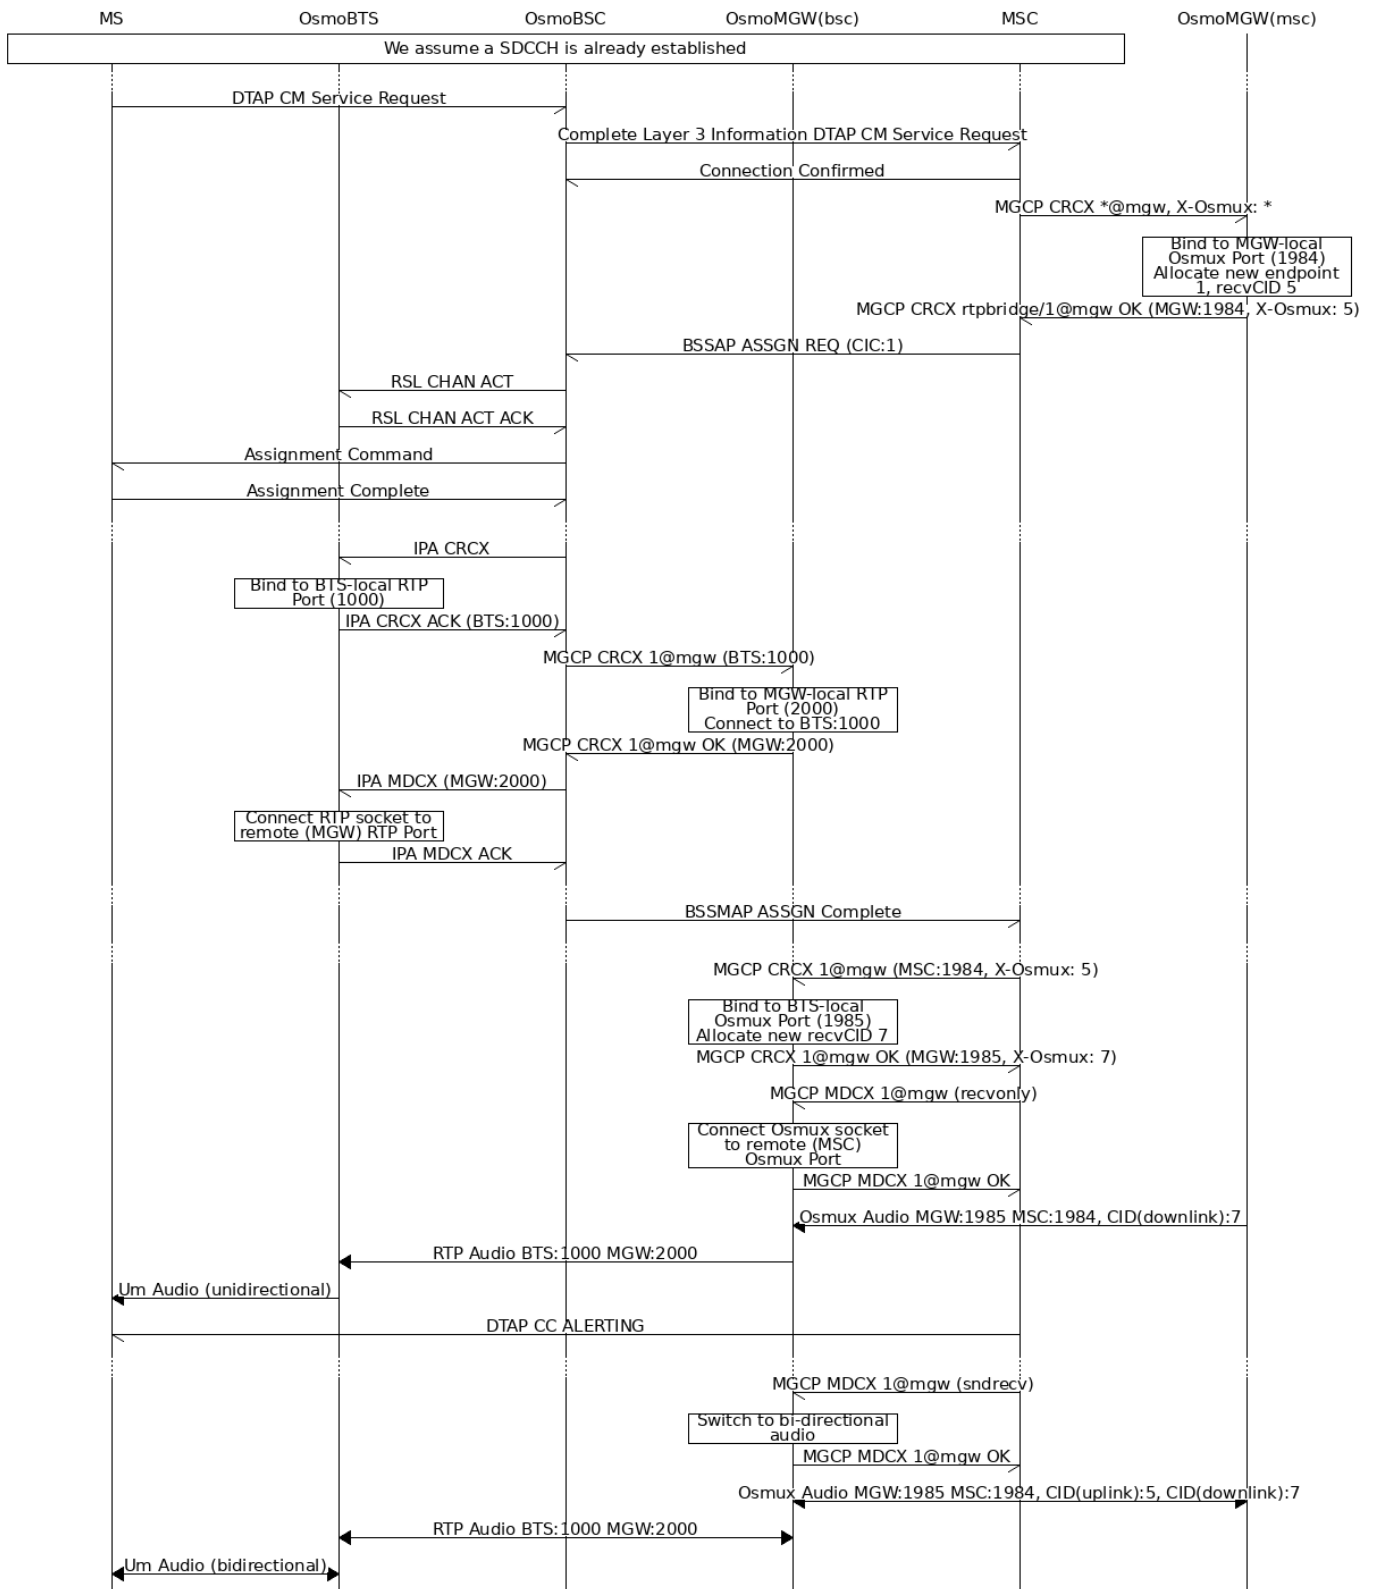 MS OsmoBTS OsmoBSC OsmoMGW(bsc) MSC OsmoMGW(msc)
We assume a SDCCH is already established
DTAP CM Service Request
Complete Layer 3 Information DTAP CM Service Request
Connection Confirmed
MGCP CRCX *@mgw, X-Osmux: *
Bind to MGW-local
Osmux Port (1984)
Allocate new endpoint
1, recvCID 5
MGCP CRCX rtpbridge/1@mgw OK (MGW:1984, X-Osmux: 5)
BSSAP ASSGN REQ (CIC:1)
RSL CHAN ACT
RSL CHAN ACT ACK
Assignment Command
Assignment Complete
IPA CRCX
Bind to BTS-local RTP
Port (1000)
IPA CRCX ACK (BTS:1000)
MGCP CRCX 1@mgw (BTS:1000)
Bind to MGW-local RTP
Port (2000)
Connect to BTS:1000
MGCP CRCX 1@mgw OK (MGW:2000)
IPA MDCX (MGW:2000)
Connect RTP socket to
remote (MGW) RTP Port
IPA MDCX ACK
BSSMAP ASSGN Complete
MGCP CRCX 1@mgw (MSC:1984, X-Osmux: 5)
Bind to BTS-local
Osmux Port (1985)
Allocate new recvCID 7
MGCP CRCX 1@mgw OK (MGW:1985, X-Osmux: 7)
MGCP MDCX 1@mgw (recvonly)
Connect Osmux socket
to remote (MSC)
Osmux Port
MGCP MDCX 1@mgw OK
Osmux Audio MGW:1985 MSC:1984, CID(downlink):7
RTP Audio BTS:1000 MGW:2000
Um Audio (unidirectional)
DTAP CC ALERTING
MGCP MDCX 1@mgw (sndrecv)
Switch to bi-directional
audio
MGCP MDCX 1@mgw OK
Osmux Audio MGW:1985 MSC:1984, CID(uplink):5, CID(downlink):7
RTP Audio BTS:1000 MGW:2000
Um Audio (bidirectional)